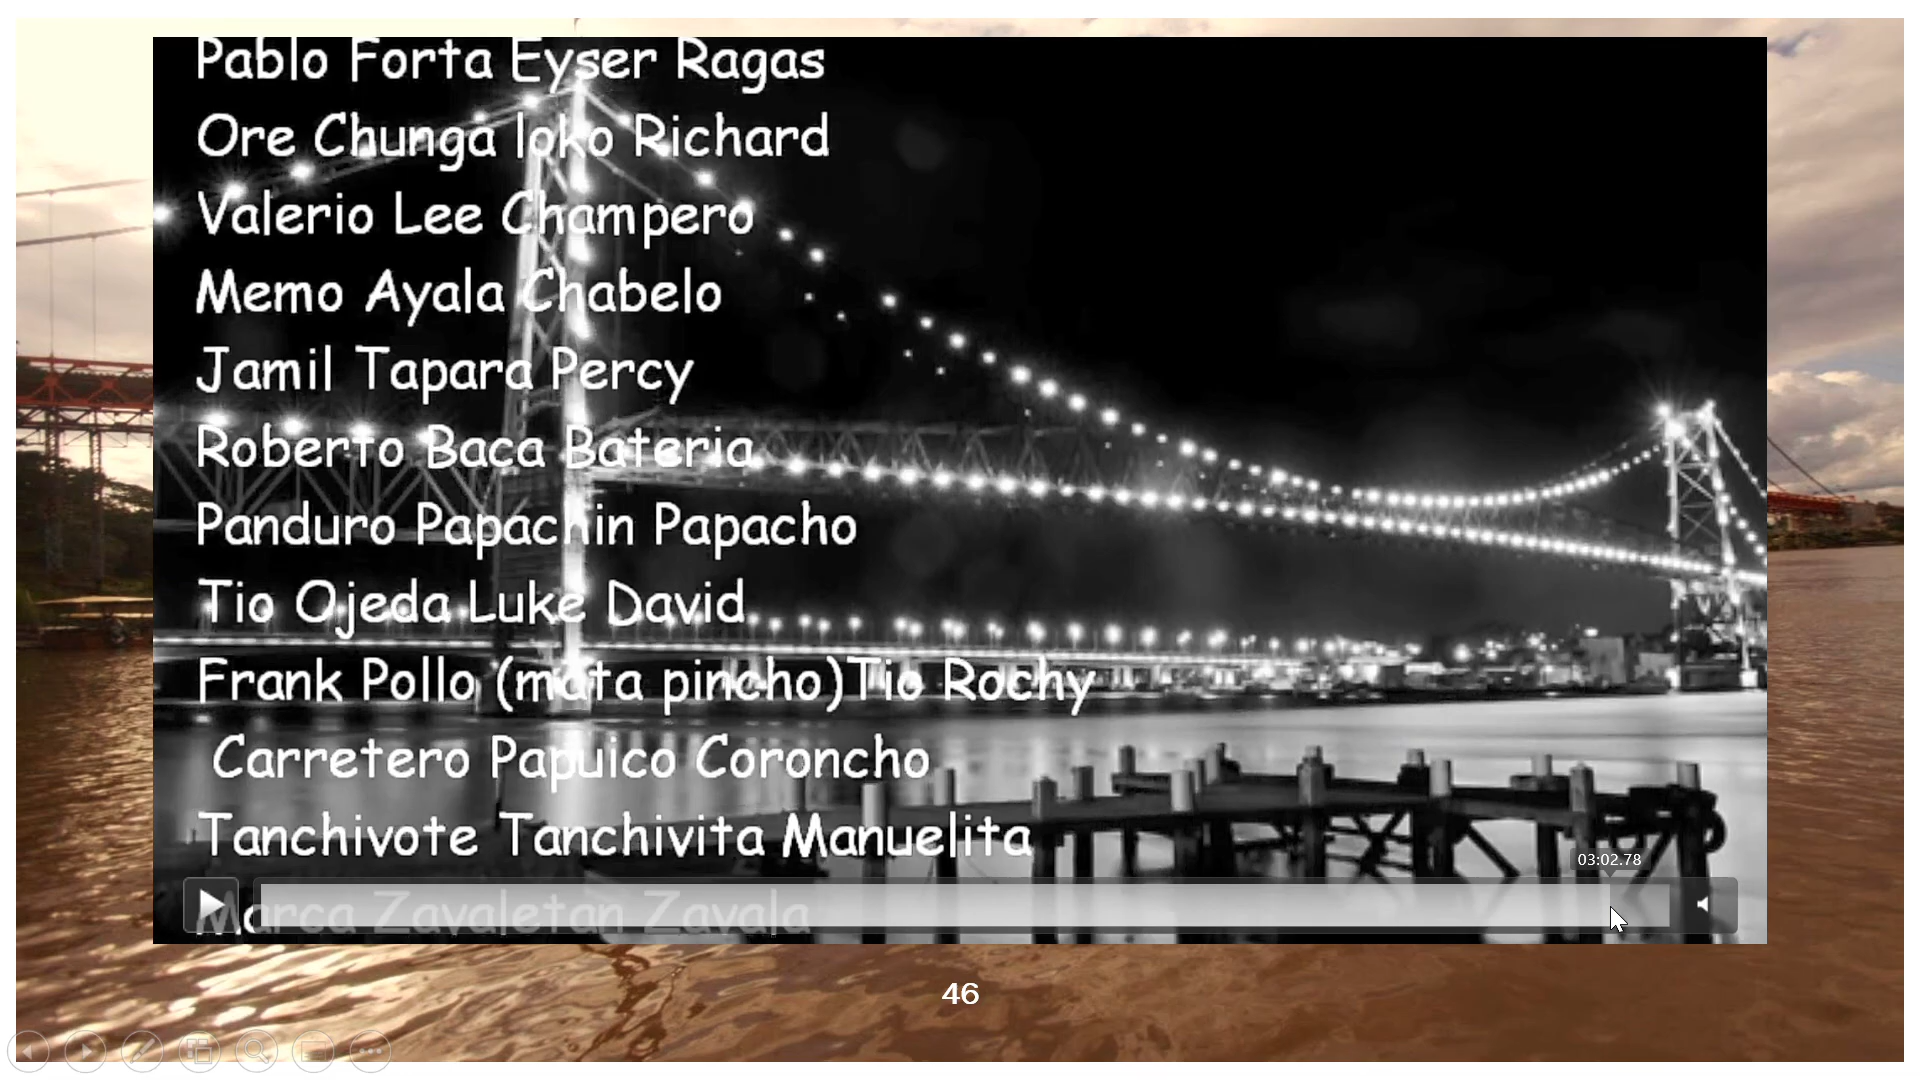 Pablo Forta Eyser Ragas
Ore Chunga loko Richard
Valerio Lee Champero
Memo Ayala Chabelo
Jamil Tapara Percy
Roberto Baca Bateria
Panduro Papachin Papacho
Tio Ojeda Luke David
Frank Pollo (mata pincho)Tio Rochy
Carretero Papuico Coroncho
Tanchivote Tanchivita Manuelita
03:02.78
Marca Zavaletan Zavala
46